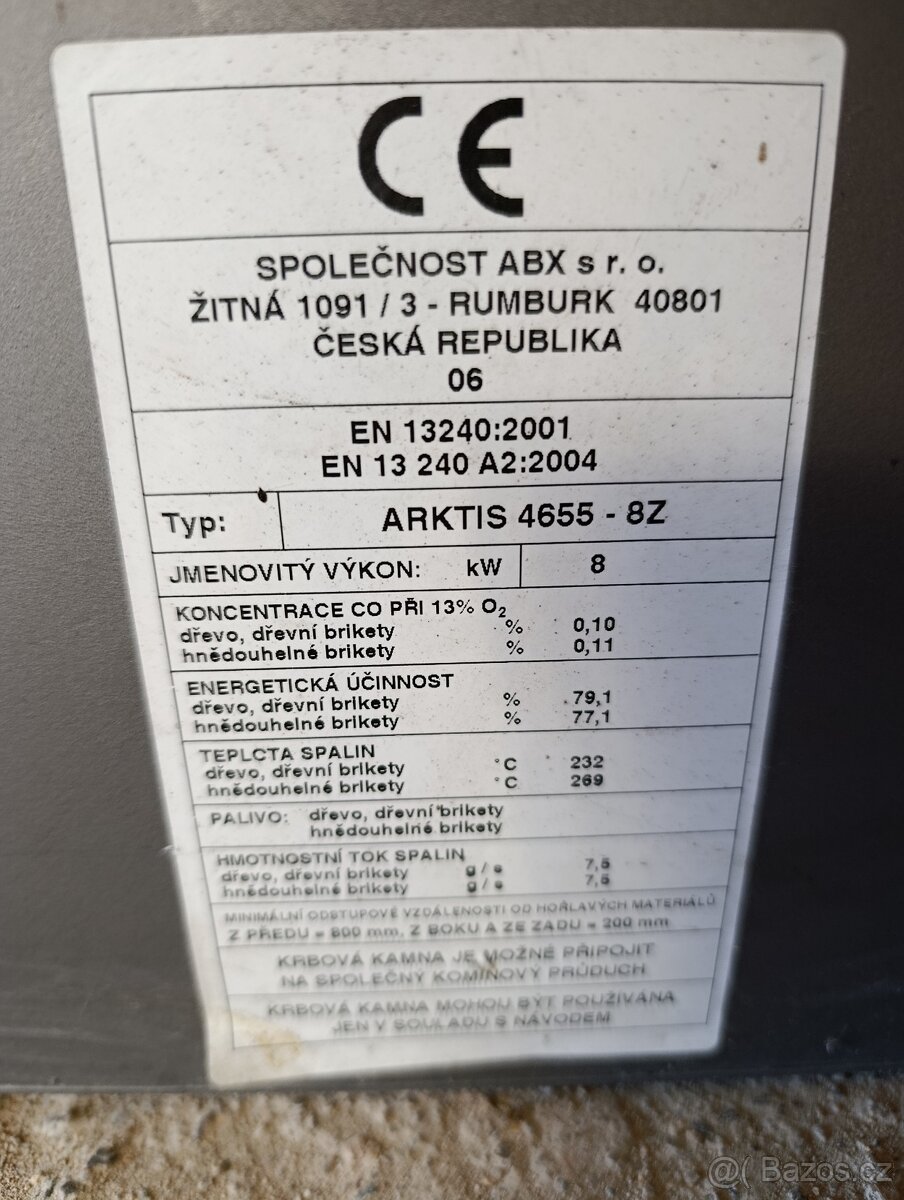 CE
SPOLEČNOST ABX s r. o.
ŽITNÁ 1091 / 3 - RUMBURK 40801
ČESKÁ REPUBLIKA
06
EN 13240:2001
EN 13 240 A2:2004
Typ: ARKTIS 4655 - 8Z
JMENOVITÝ VÝKON: kW 8
KONCENTRACE CO PŘI 13% O2
dřevo, dřevní brikety % 0,10
hnědouhelné brikety % 0,11
ENERGETICKÁ ÚČINNOST
dřevo, dřevní brikety % 79,1
hnědouhelné brikety % 77,1
TEPLCTA SPALIN
dřevo, dřevní brikety °C 232
hnědouhelné brikety °C 269
PALIVO: dřevo, dřevní brikety
hnědouhelné brikety
HMOTNOSTNÍ TOK SPALIN
dřevo, dřevní brikety g / s 7,5
hnědouhelné brikety g / s 7,5
MINIMÁLNÍ ODSTUPOVÉ VZDÁLENOSTI OD HOŘLAVÝCH MATERIÁLŮ
Z PŘEDU = 800 mm, Z BOKU A ZE ZADU = 200 mm
KRBOVÁ KAMNA JE MOŽNÉ PŘIPOJIT
NA SPOLEČNÝ KOMÍNOVÝ PRŮDUCH
KRBOVÁ KAMNA MOHOU BÝT POUŽÍVÁNA
JEN V SOULADU S NÁVODEM
@( Bazos.cz